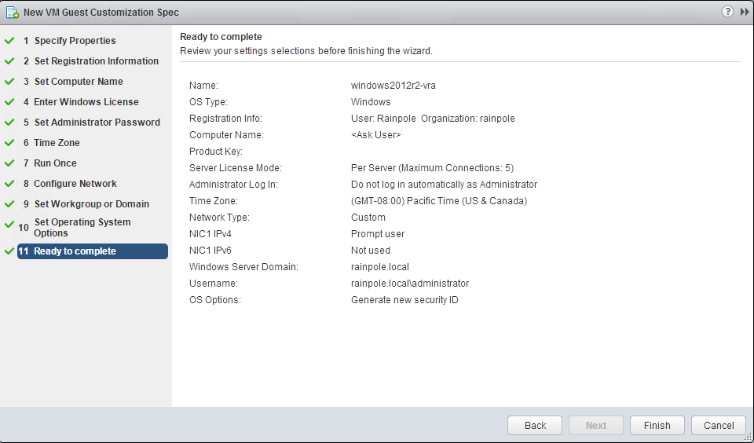 New VM Guest Customization Spec
?
1 Specify Properties
2 Set Registration Information
3 Set Computer Name
4 Enter Windows License
5 Set Administrator Password
6 Time Zone
7 Run Once
8 Configure Network
9 Set Workgroup or Domain
10 Set Operating System
Options
11 Ready to complete
Ready to complete
Review your settings selections before finishing the wizard.
Name: windows2012r2-vra
OS Type: Windows
Registration Info: User: Rainpole Organization: rainpole
Computer Name: <Ask User>
Product Key:
Server License Mode: Per Server (Maximum Connections: 5)
Administrator Log In: Do not log in automatically as Administrator
Time Zone: (GMT-08:00) Pacific Time (US & Canada)
Network Type: Custom
NIC1 IPv4 Prompt user
NIC1 IPv6 Not used
Windows Server Domain: rainpole.local
Username: rainpole.local\administrator
OS Options: Generate new security ID
Back Next Finish Cancel